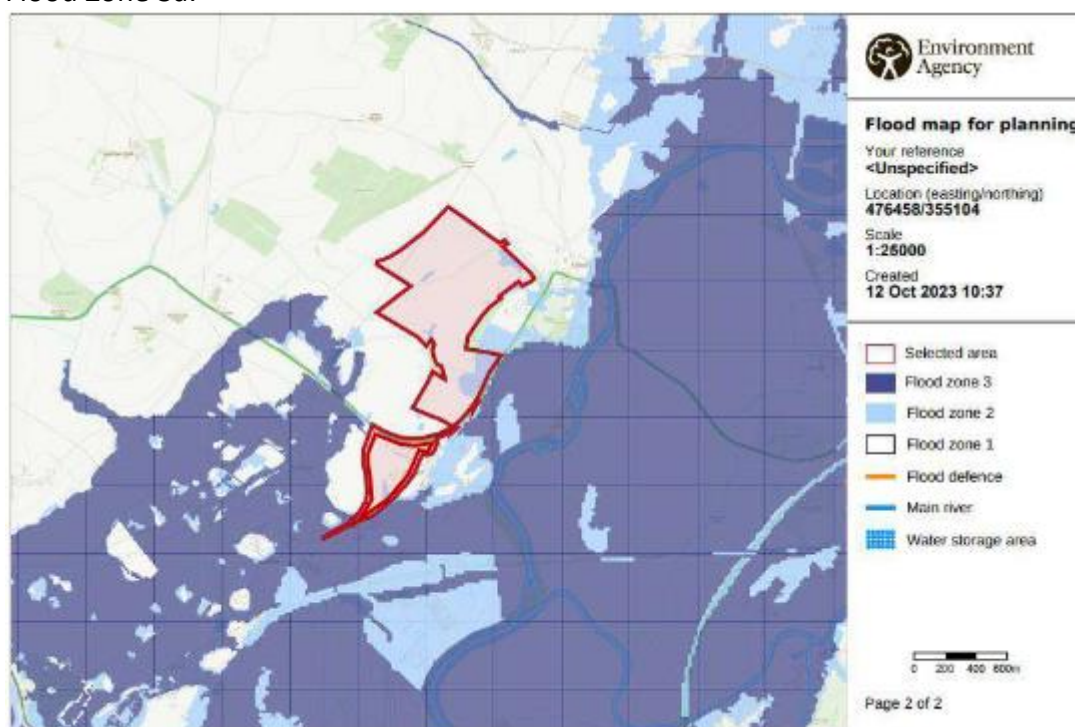 Flood Zone 3a.
Environment
Agency
Flood map for planning
Your reference
<Unspecified>
Location (easting/northing)
476458/355104
Scale
1:25000
Created
12 Oct 2023 10:37
Selected area
Flood zone 3
Flood zone 2
Flood zone 1
Flood defence
Main river
Water storage area
0 200 400 600m
Page 2 of 2